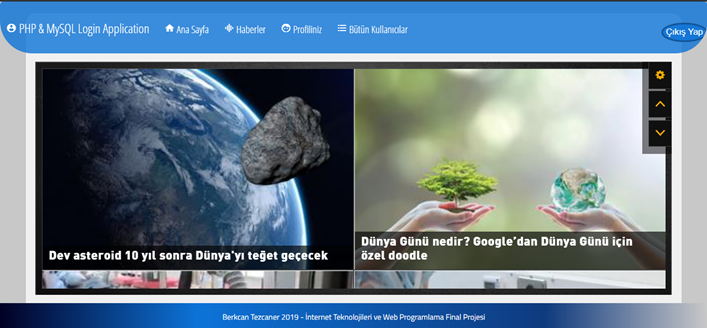 PHP & MySQL Login Application Ana Sayfa Haberler Profiliniz Bütün Kullanıcılar Çıkış Yap
Dev asteroid 10 yıl sonra Dünya'yı teğet geçecek
Dünya Günü nedir? Google'dan Dünya Günü için
özel doodle
Berkcan Tezcaner 2019 - İnternet Teknolojileri ve Web Programlama Final Projesi